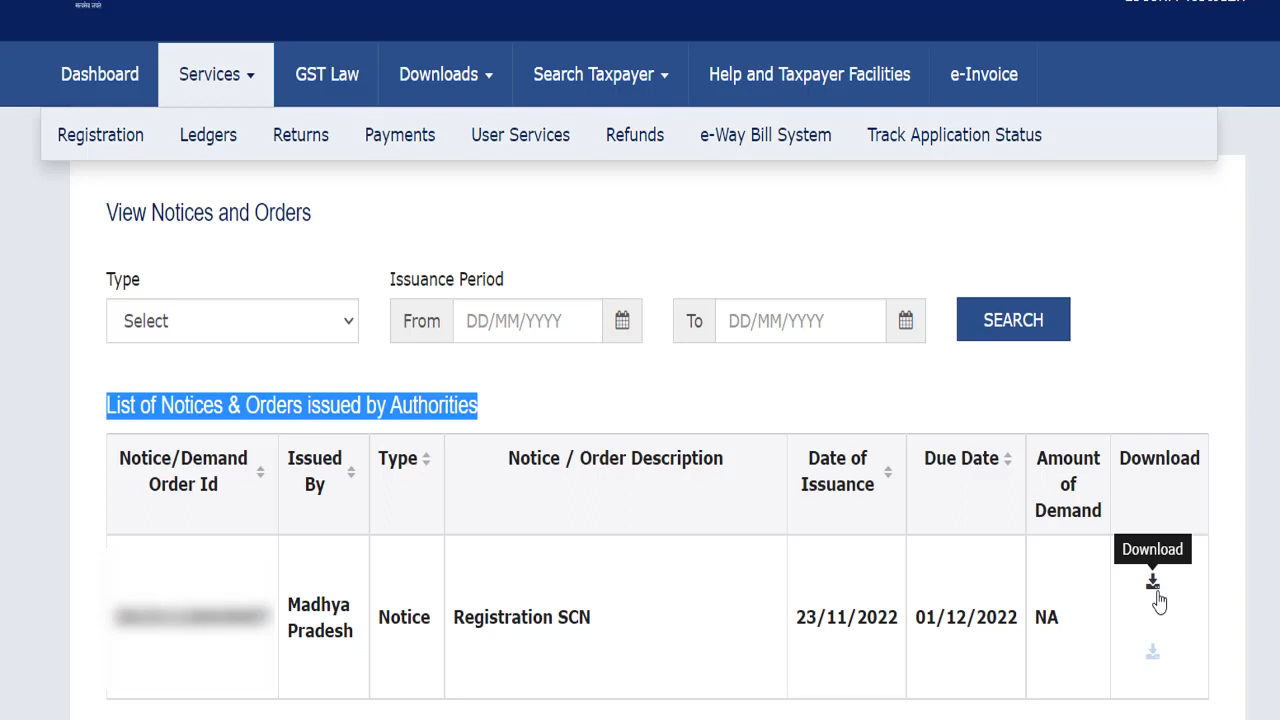 सत्यमेव जयते
Dashboard Services GST Law Downloads Search Taxpayer Help and Taxpayer Facilities e-Invoice
Registration Ledgers Returns Payments User Services Refunds e-Way Bill System Track Application Status
View Notices and Orders
Type Issuance Period
Select From DD/MM/YYYY To DD/MM/YYYY SEARCH
List of Notices & Orders issued by Authorities
Notice/Demand Order Id Issued By Type Notice / Order Description Date of Issuance Due Date Amount of Demand Download
Download
Madhya Pradesh Notice Registration SCN 23/11/2022 01/12/2022 NA